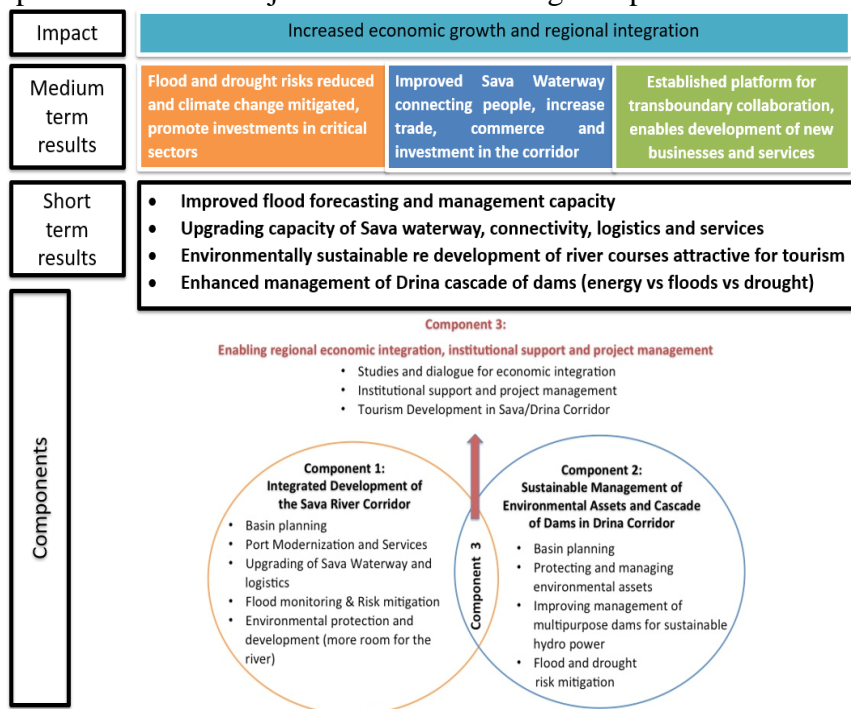 Impact
Increased economic growth and regional integration
Medium
term
results
Flood and drought risks reduced
and climate change mitigated,
promote investments in critical
sectors
Improved Sava Waterway
connecting people, increase
trade, commerce and
investment in the corridor
Established platform for
transboundary collaboration,
enables development of new
businesses and services
Short
term
results
• Improved flood forecasting and management capacity
• Upgrading capacity of Sava waterway, connectivity, logistics and services
• Environmentally sustainable re development of river courses attractive for tourism
• Enhanced management of Drina cascade of dams (energy vs floods vs drought)
Components
Component 3:
Enabling regional economic integration, institutional support and project management
• Studies and dialogue for economic integration
• Institutional support and project management
• Tourism Development in Sava/Drina Corridor
Component 1:
Integrated Development of
the Sava River Corridor
• Basin planning
• Port Modernization and Services
• Upgrading of Sava Waterway and
logistics
• Flood monitoring & Risk mitigation
• Environmental protection and
development (more room for the
river)
Component 3
Component 2:
Sustainable Management of
Environmental Assets and Cascade
of Dams in Drina Corridor
• Basin planning
• Protecting and managing
environmental assets
• Improving management of
multipurpose dams for sustainable
hydro power
• Flood and drought
risk mitigation